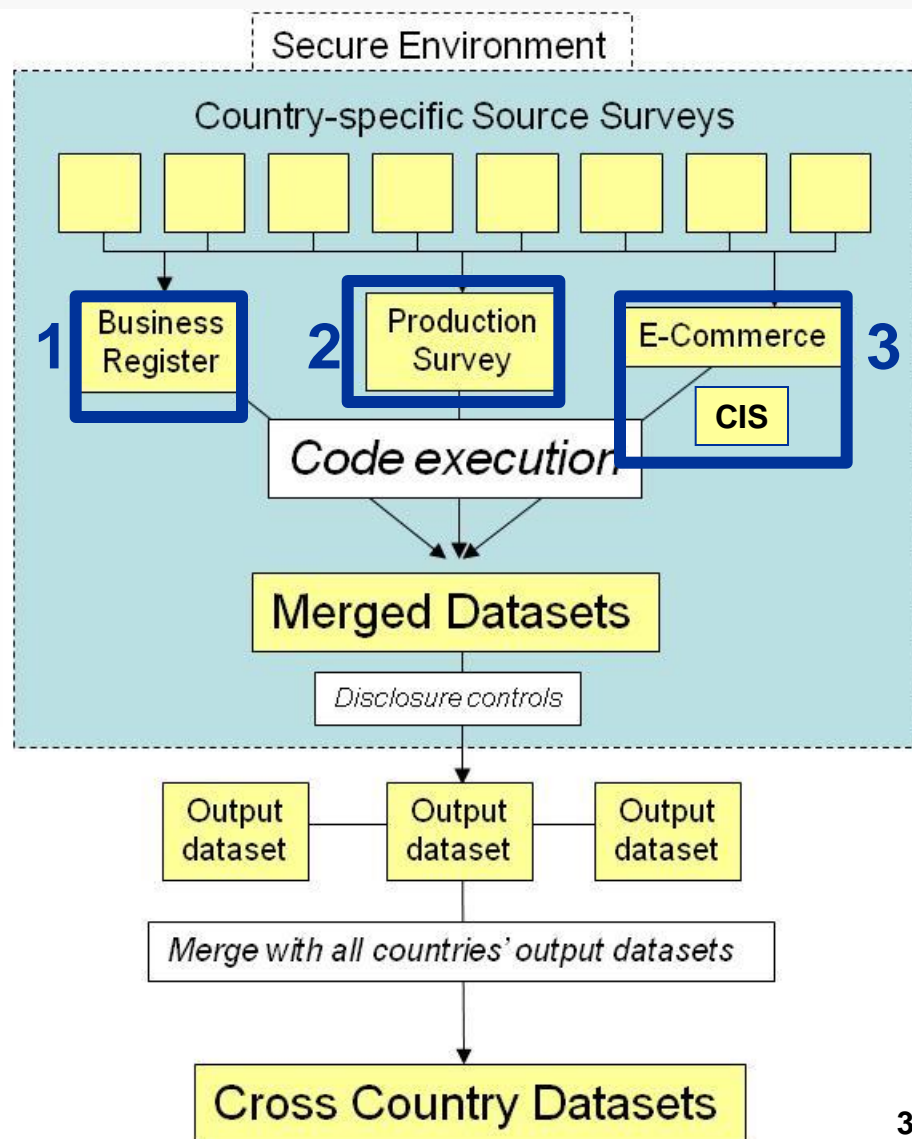 Secure Environment
Country-specific Source Surveys
1
Business
Register
2
Production
Survey
E-Commerce
3
CIS
Code execution
Merged Datasets
Disclosure controls
Output
dataset
Output
dataset
Output
dataset
Merge with all countries' output datasets
Cross Country Datasets
3